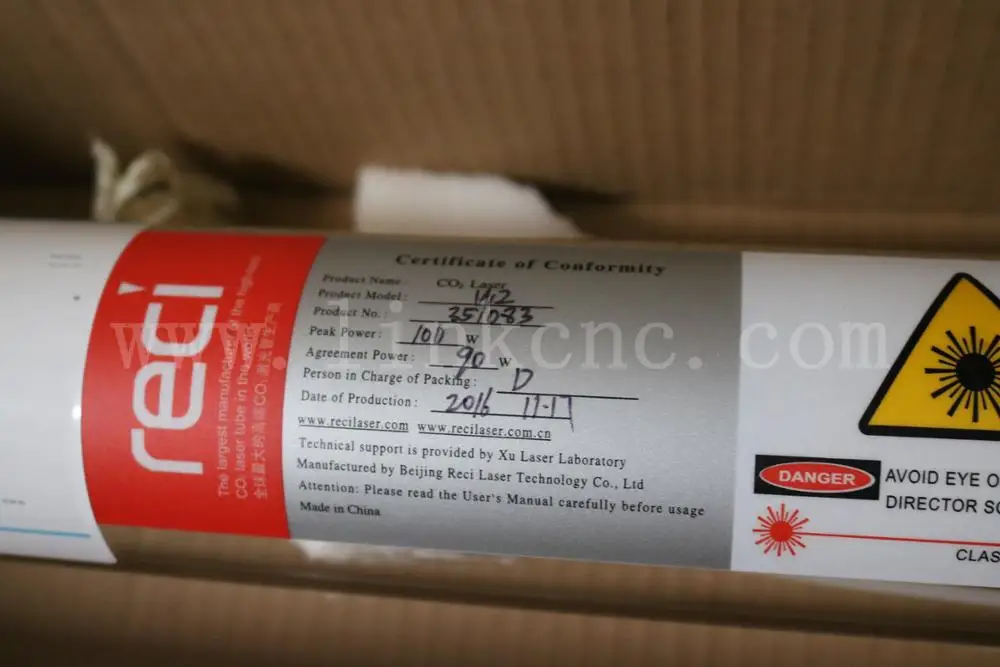 reci
The largest manufacturer of the high-
CO₂ laser tube in the world
Certificate of Conformity
Product Name: CO₂ Laser
Product Model: W2
Product No.: 351083
Peak Power: 100 W
Agreement Power: 90 W
Person in Charge of Packing: D
Date of Production: 2016 11-17
www.recilaser.com www.recilaser.com.cn
Technical support is provided by Xu Laser Laboratory
Manufactured by Beijing Reci Laser Technology Co., Ltd
Attention: Please read the User's Manual carefully before usage
Made in China
DANGER
AVOID EYE O
DIRECTOR SC
CLAS
www.linkcnc.com